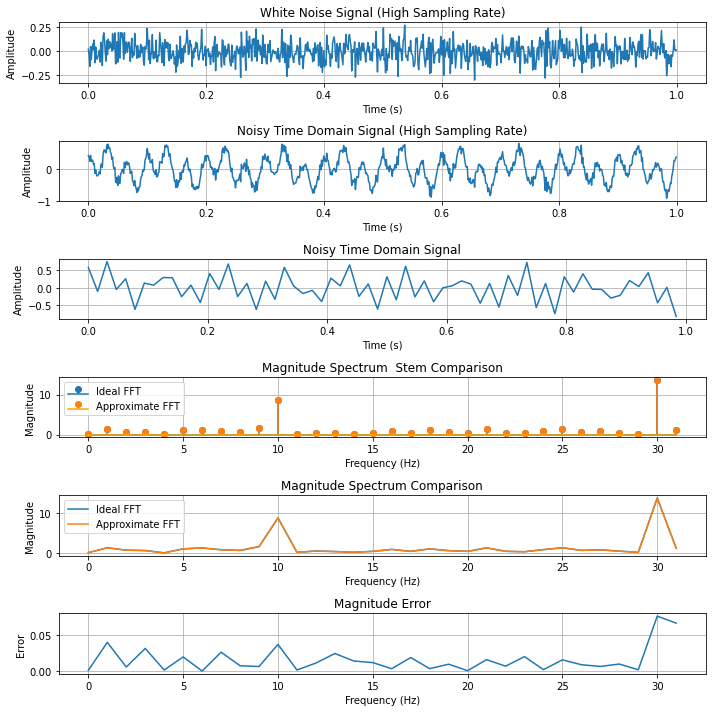 White Noise Signal (High Sampling Rate)
0.25
0.00
−0.25
Amplitude
0.0 0.2 0.4 0.6 0.8 1.0
Time (s)
Noisy Time Domain Signal (High Sampling Rate)
0
−1
Amplitude
0.0 0.2 0.4 0.6 0.8 1.0
Time (s)
Noisy Time Domain Signal
0.5
0.0
−0.5
Amplitude
0.0 0.2 0.4 0.6 0.8 1.0
Time (s)
Magnitude Spectrum  Stem Comparison
Ideal FFT
Approximate FFT
10
0
Magnitude
0 5 10 15 20 25 30
Frequency (Hz)
Magnitude Spectrum Comparison
Ideal FFT
Approximate FFT
10
0
Magnitude
0 5 10 15 20 25 30
Frequency (Hz)
Magnitude Error
0.05
0.00
Error
0 5 10 15 20 25 30
Frequency (Hz)